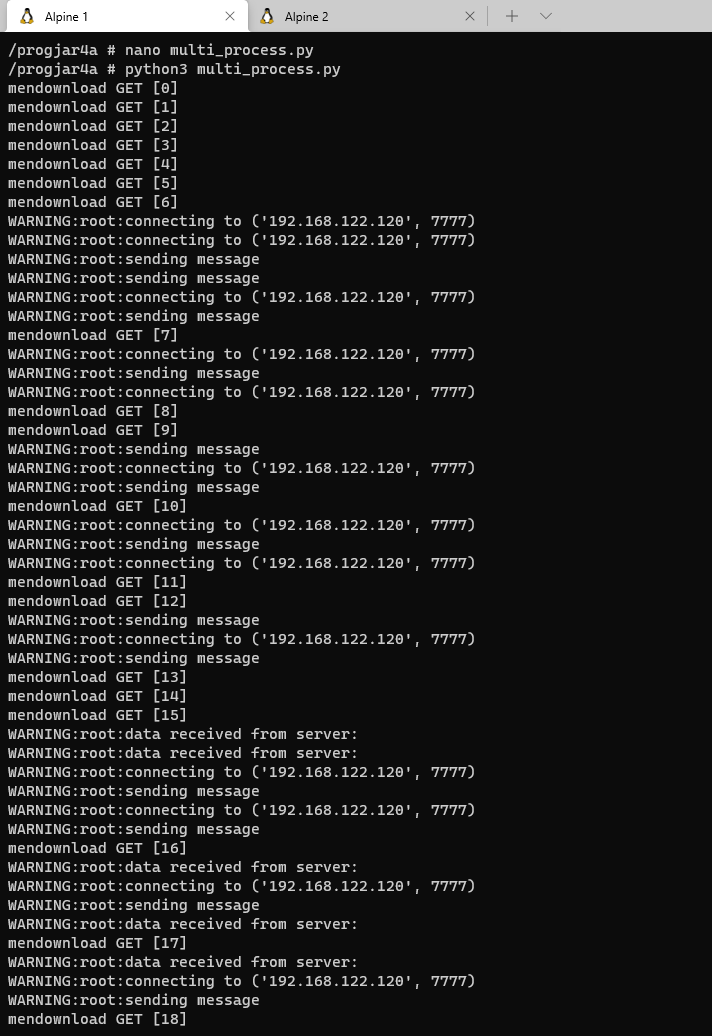 Alpine 1
Alpine 2
/progjar4a # nano multi_process.py
/progjar4a # python3 multi_process.py
mendownload GET [0]
mendownload GET [1]
mendownload GET [2]
mendownload GET [3]
mendownload GET [4]
mendownload GET [5]
mendownload GET [6]
WARNING:root:connecting to ('192.168.122.120', 7777)
WARNING:root:connecting to ('192.168.122.120', 7777)
WARNING:root:sending message
WARNING:root:sending message
WARNING:root:connecting to ('192.168.122.120', 7777)
WARNING:root:sending message
mendownload GET [7]
WARNING:root:connecting to ('192.168.122.120', 7777)
WARNING:root:sending message
WARNING:root:connecting to ('192.168.122.120', 7777)
mendownload GET [8]
mendownload GET [9]
WARNING:root:sending message
WARNING:root:connecting to ('192.168.122.120', 7777)
WARNING:root:sending message
mendownload GET [10]
WARNING:root:connecting to ('192.168.122.120', 7777)
WARNING:root:sending message
WARNING:root:connecting to ('192.168.122.120', 7777)
mendownload GET [11]
mendownload GET [12]
WARNING:root:sending message
WARNING:root:connecting to ('192.168.122.120', 7777)
WARNING:root:sending message
mendownload GET [13]
mendownload GET [14]
mendownload GET [15]
WARNING:root:data received from server:
WARNING:root:data received from server:
WARNING:root:connecting to ('192.168.122.120', 7777)
WARNING:root:sending message
WARNING:root:connecting to ('192.168.122.120', 7777)
WARNING:root:sending message
mendownload GET [16]
WARNING:root:data received from server:
WARNING:root:connecting to ('192.168.122.120', 7777)
WARNING:root:sending message
WARNING:root:data received from server:
mendownload GET [17]
WARNING:root:data received from server:
WARNING:root:connecting to ('192.168.122.120', 7777)
WARNING:root:sending message
mendownload GET [18]